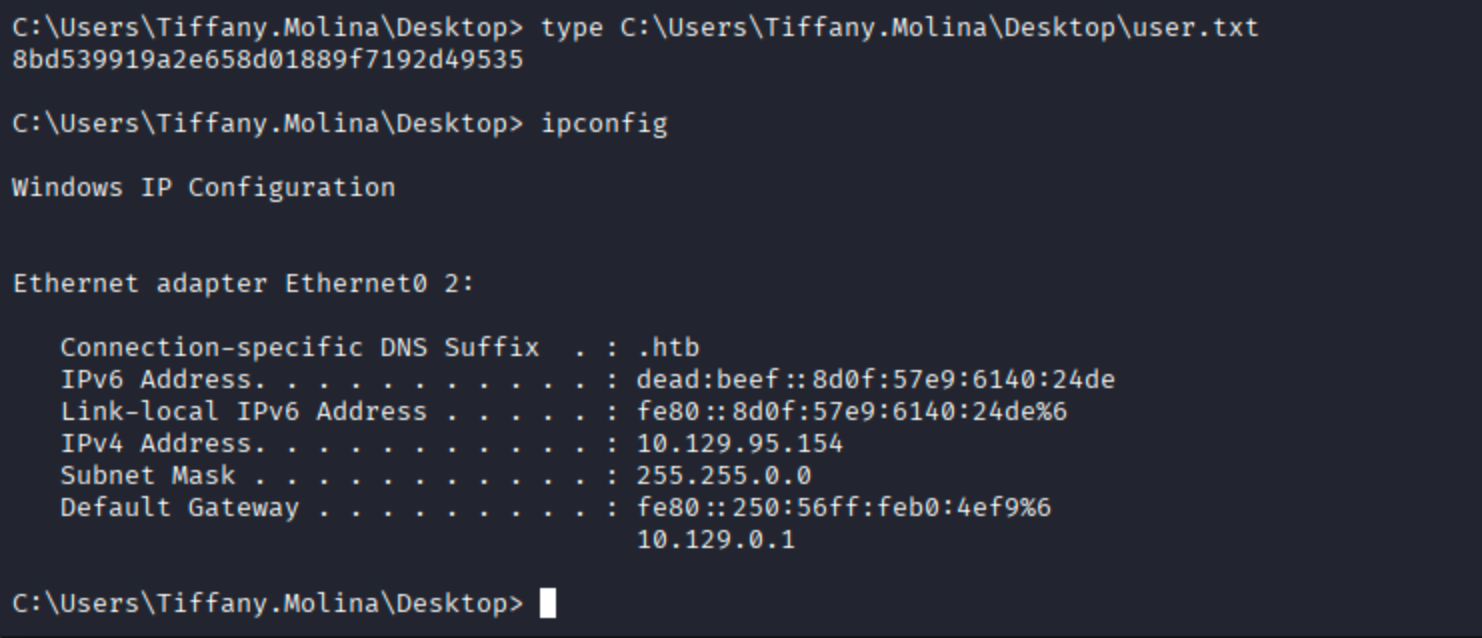 C:\Users\Tiffany.Molina\Desktop> type C:\Users\Tiffany.Molina\Desktop\user.txt
8bd539919a2e658d01889f7192d49535
C:\Users\Tiffany.Molina\Desktop> ipconfig
Windows IP Configuration
Ethernet adapter Ethernet0 2:
   Connection-specific DNS Suffix  . : .htb
   IPv6 Address. . . . . . . . . . . : dead:beef::8d0f:57e9:6140:24de
   Link-local IPv6 Address . . . . . : fe80::8d0f:57e9:6140:24de%6
   IPv4 Address. . . . . . . . . . . : 10.129.95.154
   Subnet Mask . . . . . . . . . . . : 255.255.0.0
   Default Gateway . . . . . . . . . : fe80::250:56ff:feb0:4ef9%6
                                       10.129.0.1
C:\Users\Tiffany.Molina\Desktop>